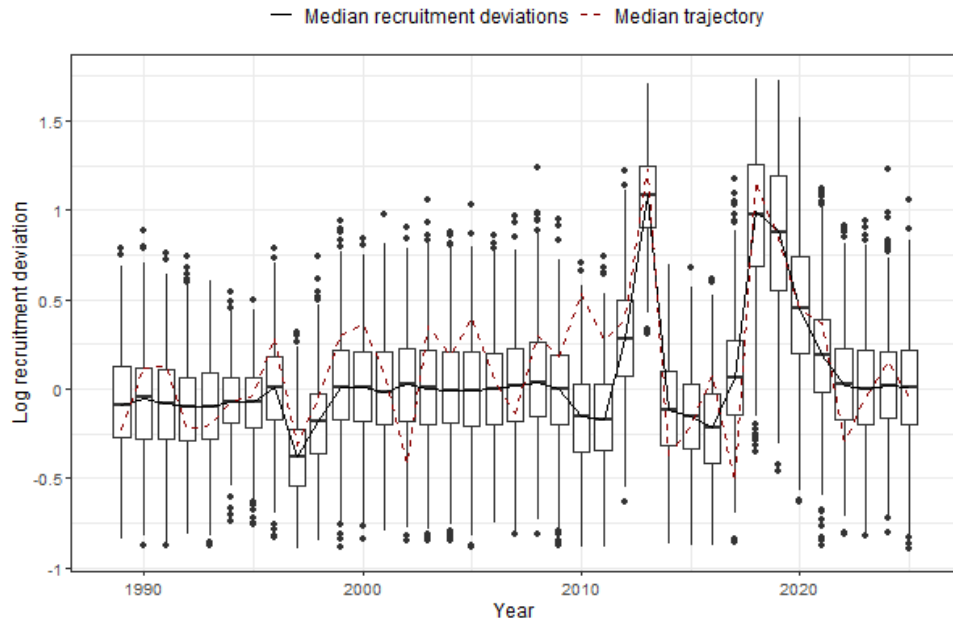 Median recruitment deviations Median trajectory
Log recruitment deviation
1.5
1
0.5
0
-0.5
-1
1990 2000 2010 2020
Year